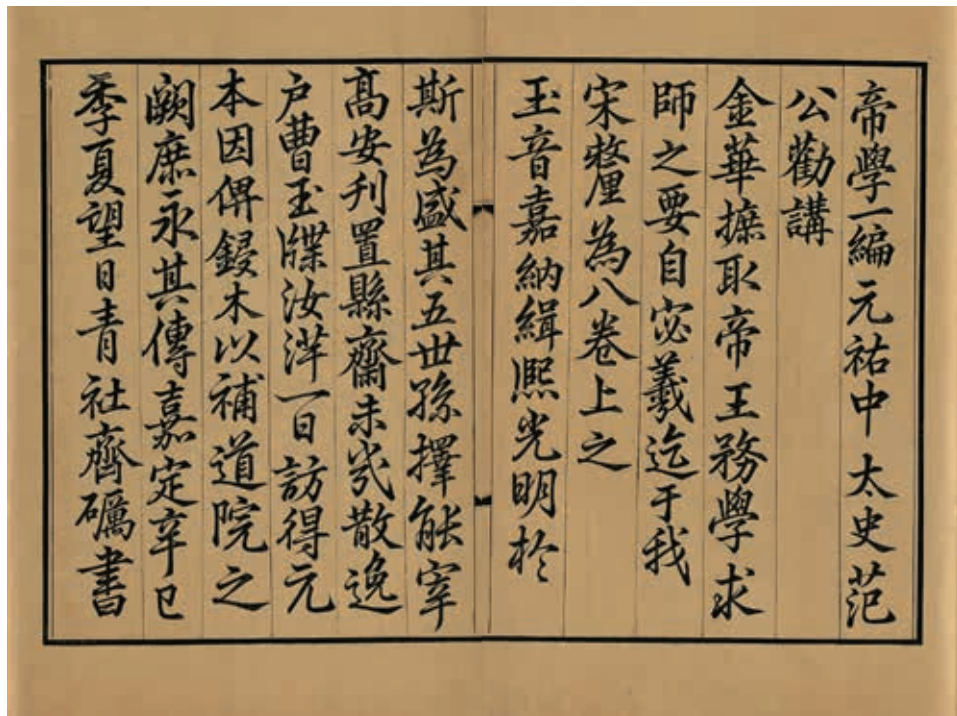 帝學一編元祐中太史范
公勸講
金華摭取帝王務學求
師之要自宓羲迄于我
宋釐為八卷上之
玉音嘉納緝熙光明於
斯為盛其五世孫擇能宰
髙安刋置縣齋未㡬散逸
戶曹玉牒汝洋一日訪得元
本因俾鋟木以補道院之
闕庶永其傳嘉定辛巳
季夏望日青社齊礪書